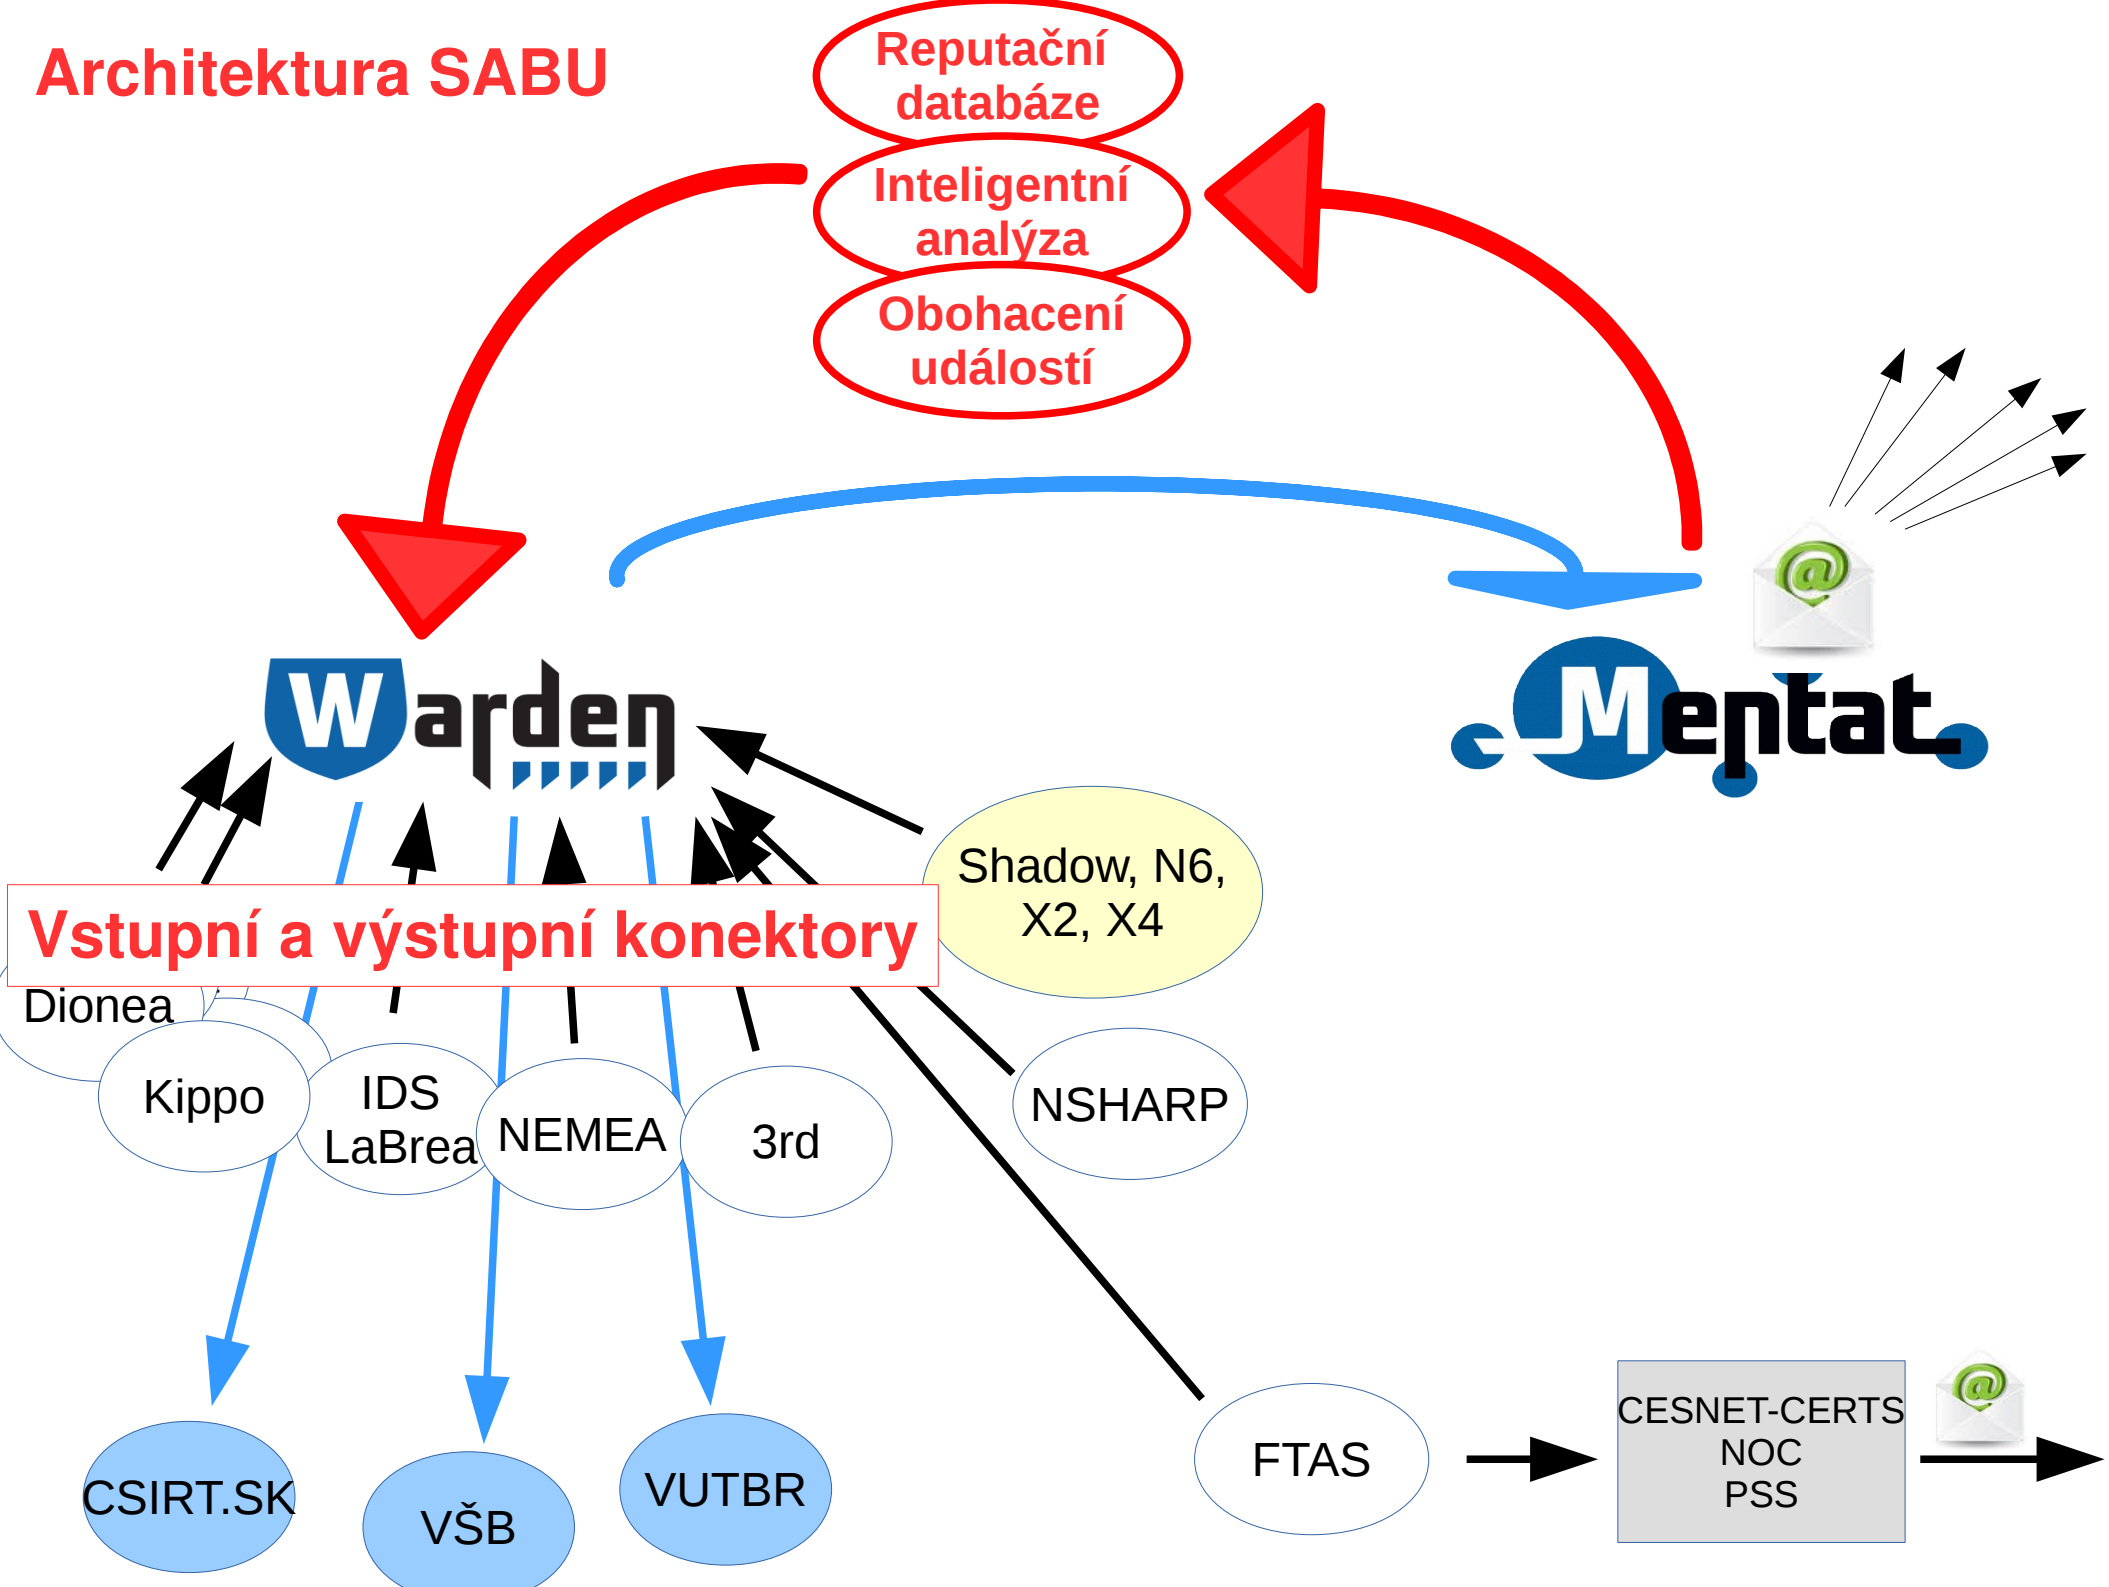 Architektura SABU
Reputační
databáze
Inteligentní
analýza
Obohacení
událostí
Warden
Mentat
Shadow, N6,
X2, X4
Vstupní a výstupní konektory
Dionea
Kippo
IDS
LaBrea
NEMEA
3rd
NSHARP
CSIRT.SK
VŠB
VUTBR
FTAS
CESNET-CERTS
NOC
PSS